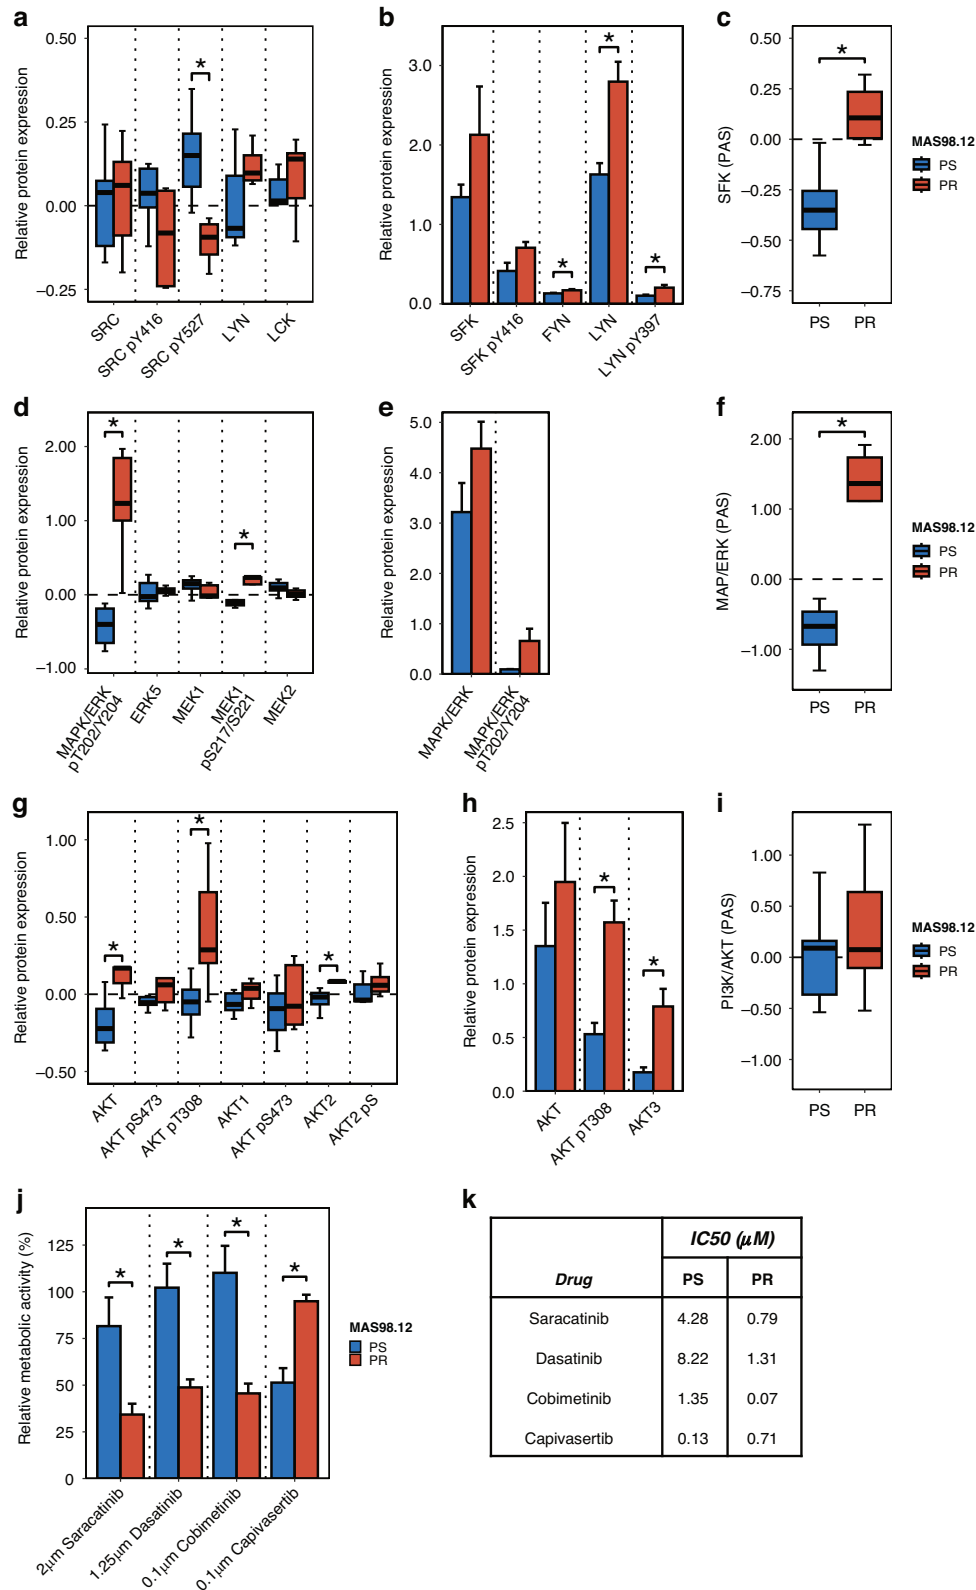 a
Relative protein expression
0.50
0.25
0.00
−0.25
*
SRC
SRC pY416
SRC pY527
LYN
LCK
b
Relative protein expression
3.0
2.0
1.0
0.0
*
*
*
SFK
SFK pY416
FYN
LYN
LYN pY397
c
SFK (PAS)
0.50
0.25
0.00
−0.25
−0.50
−0.75
*
PS
PR
MAS98.12
PS
PR
d
Relative protein expression
2.00
1.00
0.00
−1.00
*
*
MAPK/ERK
pT202/Y204
ERK5
MEK1
MEK1
pS217/S221
MEK2
e
Relative protein expression
5.0
4.0
3.0
2.0
1.0
0.0
MAPK/ERK
MAPK/ERK
pT202/Y204
f
MAP/ERK (PAS)
2.00
1.00
0.00
−1.00
*
PS
PR
MAS98.12
PS
PR
g
Relative protein expression
1.00
0.50
0.00
−0.50
*
*
*
AKT
AKT pS473
AKT pT308
AKT1
AKT pS473
AKT2
AKT2 pS
h
Relative protein expression
2.5
2.0
1.5
1.0
0.5
0.0
*
*
AKT
AKT pT308
AKT3
i
PI3K/AKT (PAS)
1.00
0.50
0.00
−0.50
−1.00
PS
PR
MAS98.12
PS
PR
j
Relative metabolic activity (%)
125
100
75
50
25
0
*
*
*
*
2μm Saracatinib
1.25μm Dasatinib
0.1μm Cobimetinib
0.1μm Capivasertib
MAS98.12
PS
PR
k
IC50 (μM)
Drug PS PR
Saracatinib 4.28 0.79
Dasatinib 8.22 1.31
Cobimetinib 1.35 0.07
Capivasertib 0.13 0.71